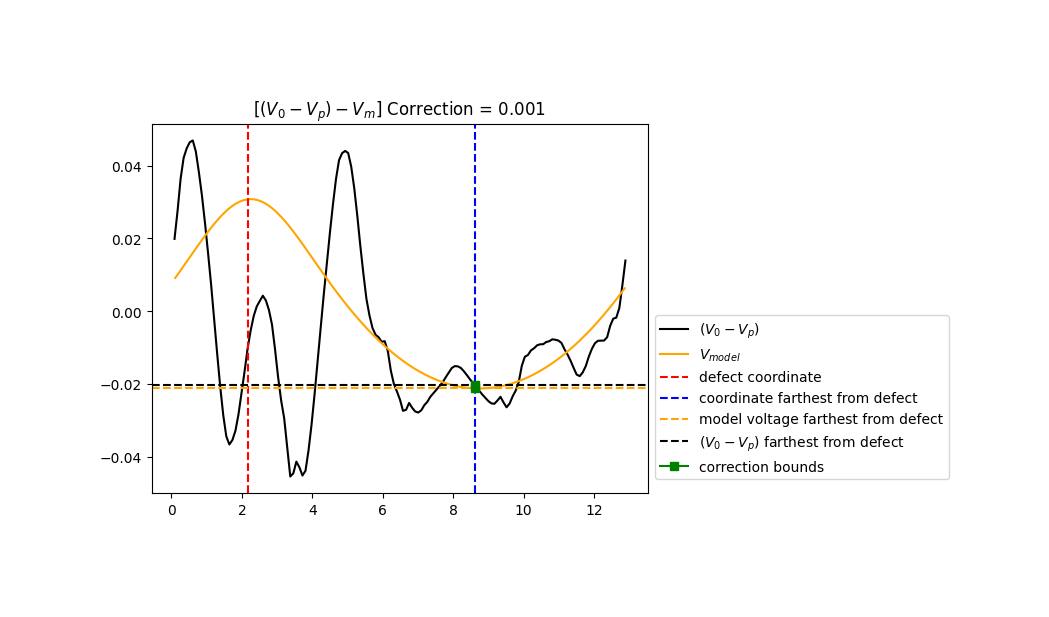 [(V₀ − Vₚ) − Vₘ] Correction = 0.001
0.04
0.02
0.00
−0.02
−0.04
0 2 4 6 8 10 12
(V₀ − Vₚ)
V_model
defect coordinate
coordinate farthest from defect
model voltage farthest from defect
(V₀ − Vₚ) farthest from defect
correction bounds